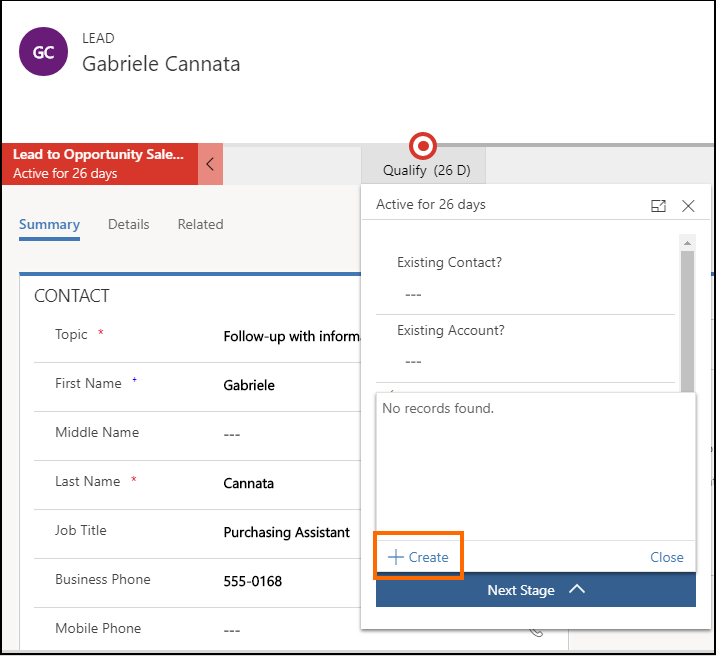 GC
LEAD
Gabriele Cannata
Lead to Opportunity Sale...
Active for 26 days
Qualify (26 D)
Active for 26 days
Summary
Details
Related
Existing Contact?
---
Existing Account?
---
No records found.
Create
Close
Next Stage
CONTACT
Topic *
Follow-up with inform
First Name +
Gabriele
Middle Name
---
Last Name *
Cannata
Job Title
Purchasing Assistant
Business Phone
555-0168
Mobile Phone
---